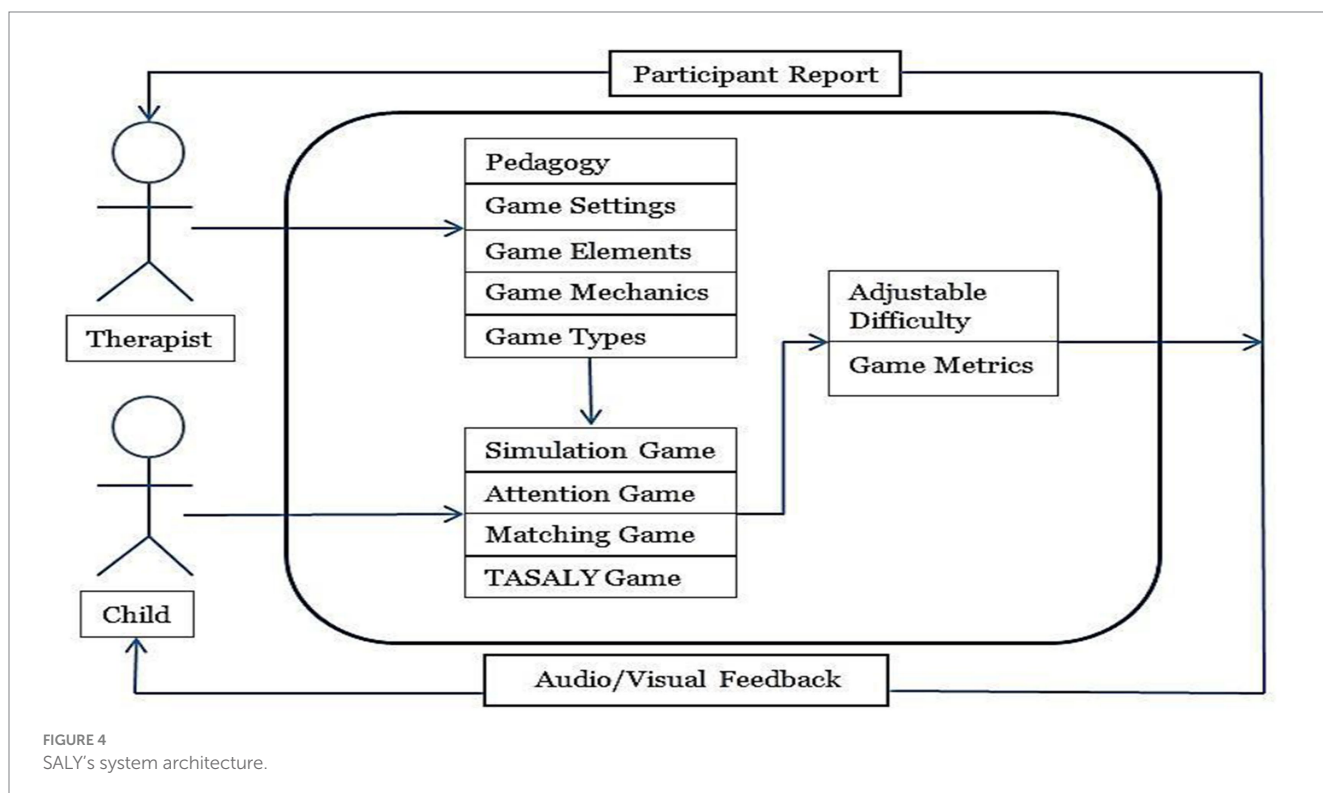 Participant Report
Pedagogy
Game Settings
Game Elements
Game Mechanics
Game Types
Therapist
Adjustable
Difficulty
Game Metrics
Simulation Game
Attention Game
Matching Game
TASALY Game
Child
Audio/Visual Feedback
FIGURE 4
SALY's system architecture.